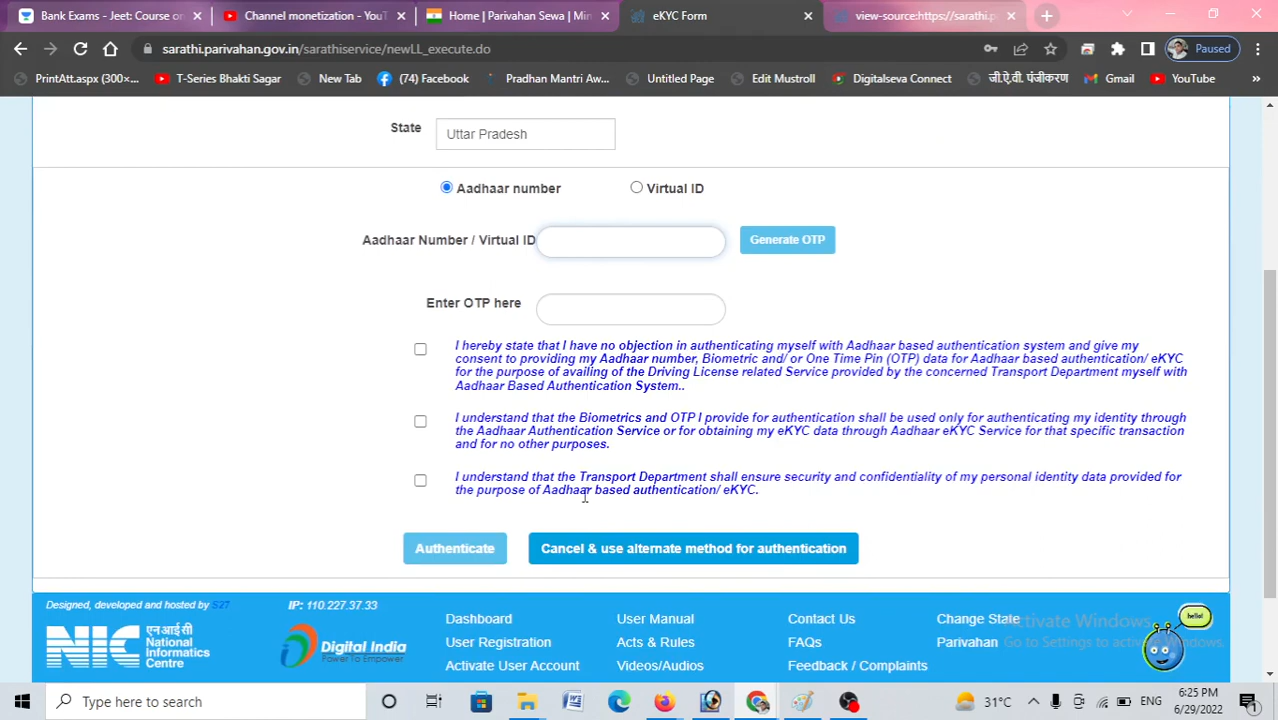 Bank Exams - Jeet: Course on
Channel monetization - YouT
Home | Parivahan Sewa | Min
eKYC Form
view-source:https://sarathi.p
sarathi.parivahan.gov.in/sarathiservice/newLL_execute.do
Paused
PrintAtt.aspx (300×...
T-Series Bhakti Sagar
New Tab
(74) Facebook
Pradhan Mantri Aw...
Untitled Page
Edit Mustroll
Digitalseva Connect
जी.ऐ.वी. पंजीकरण
Gmail
YouTube
»
State
Uttar Pradesh
Aadhaar number
Virtual ID
Aadhaar Number / Virtual ID
Generate OTP
Enter OTP here
I hereby state that I have no objection in authenticating myself with Aadhaar based authentication system and give my
consent to providing my Aadhaar number, Biometric and/ or One Time Pin (OTP) data for Aadhaar based authentication/ eKYC
for the purpose of availing of the Driving License related Service provided by the concerned Transport Department myself with
Aadhaar Based Authentication System..
I understand that the Biometrics and OTP I provide for authentication shall be used only for authenticating my identity through
the Aadhaar Authentication Service or for obtaining my eKYC data through Aadhaar eKYC Service for that specific transaction
and for no other purposes.
I understand that the Transport Department shall ensure security and confidentiality of my personal identity data provided for
the purpose of Aadhaar based authentication/ eKYC.
Authenticate
Cancel & use alternate method for authentication
Designed, developed and hosted by S27
IP: 110.227.37.33
NIC
एन आई सी
National
Informatics
Centre
Digital India
Power To Empower
Dashboard
User Manual
Contact Us
Change State
User Registration
Acts & Rules
FAQs
Parivahan
Activate User Account
Videos/Audios
Feedback / Complaints
hello!
Activate Windows
Go to Settings to activate Windows.
Type here to search
31°C
ENG
6:25 PM
6/29/2022
1